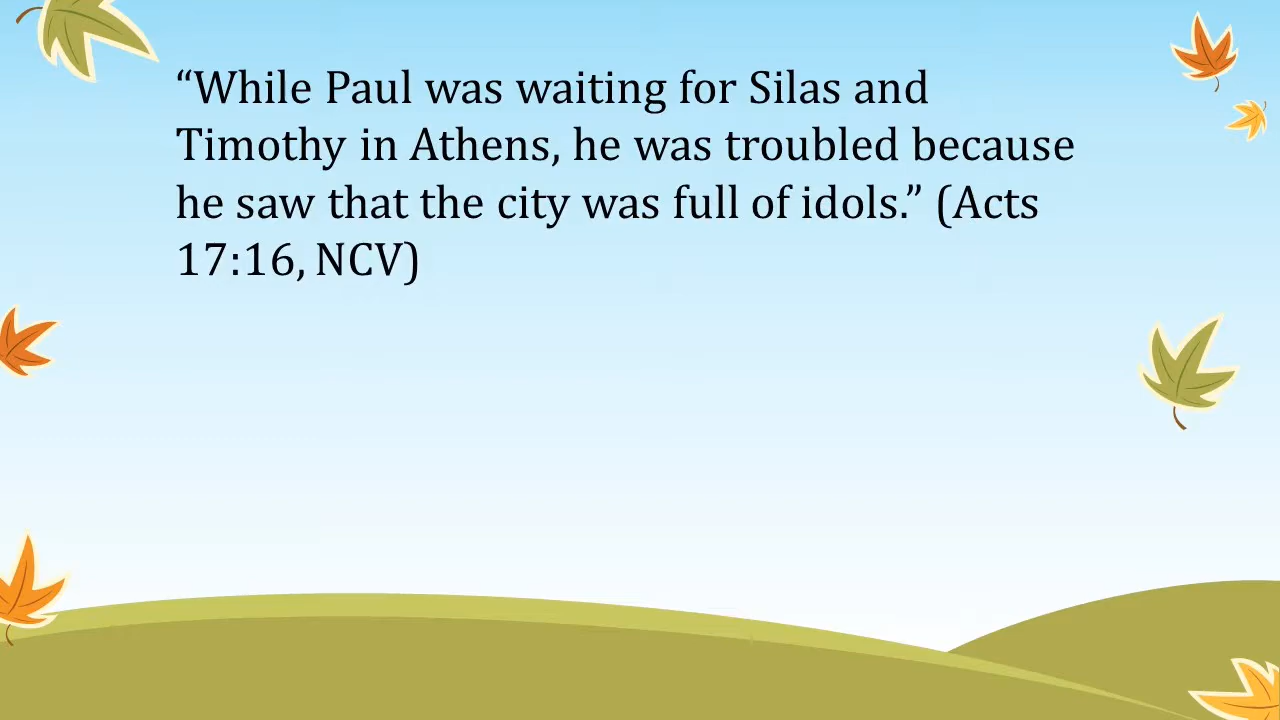 “While Paul was waiting for Silas and
Timothy in Athens, he was troubled because
he saw that the city was full of idols.” (Acts
17:16, NCV)